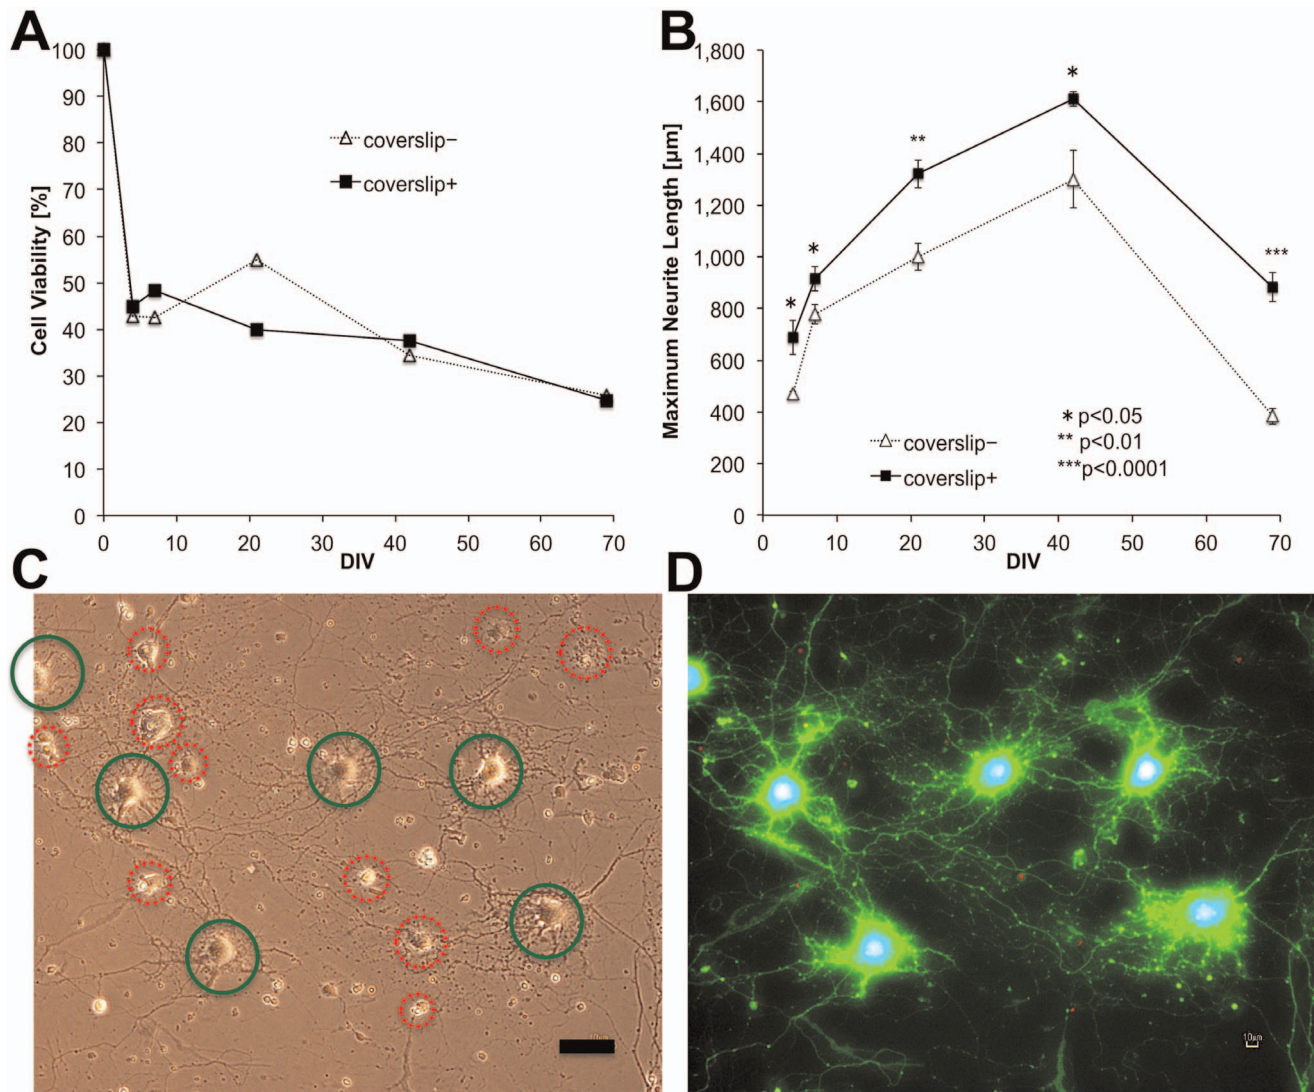 A
100
90
80
70
60
50
40
30
20
10
0
Cell Viability [%]
coverslip−
coverslip+
0 10 20 30 40 50 60 70
DIV
B
1,800
1,600
1,400
1,200
1,000
800
600
400
200
0
Maximum Neurite Length [µm]
*
*
**
*
***
* p<0.05
** p<0.01
***p<0.0001
coverslip−
coverslip+
0 10 20 30 40 50 60 70
DIV
C
D
10µm